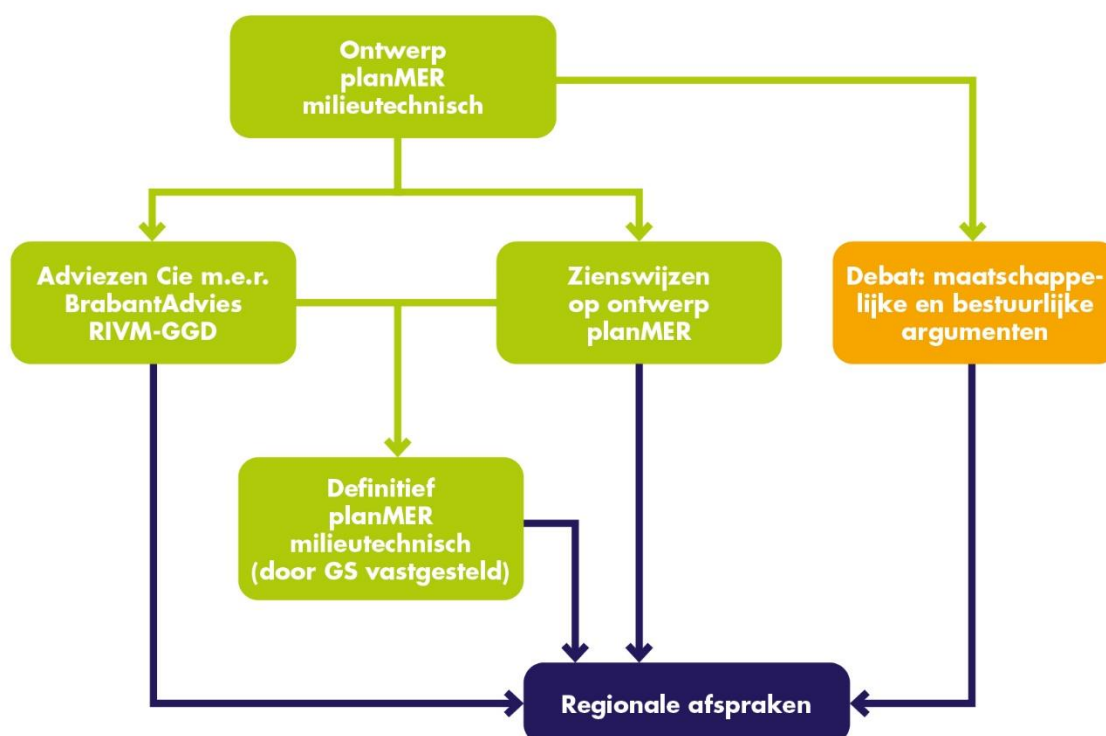 Ontwerp
planMER
milieutechnisch
Adviezen Cie m.e.r.
BrabantAdvies
RIVM-GGD
Zienswijzen
op ontwerp
planMER
Debat: maatschappe-
lijke en bestuurlijke
argumenten
Definitief
planMER
milieutechnisch
(door GS vastgesteld)
Regionale afspraken